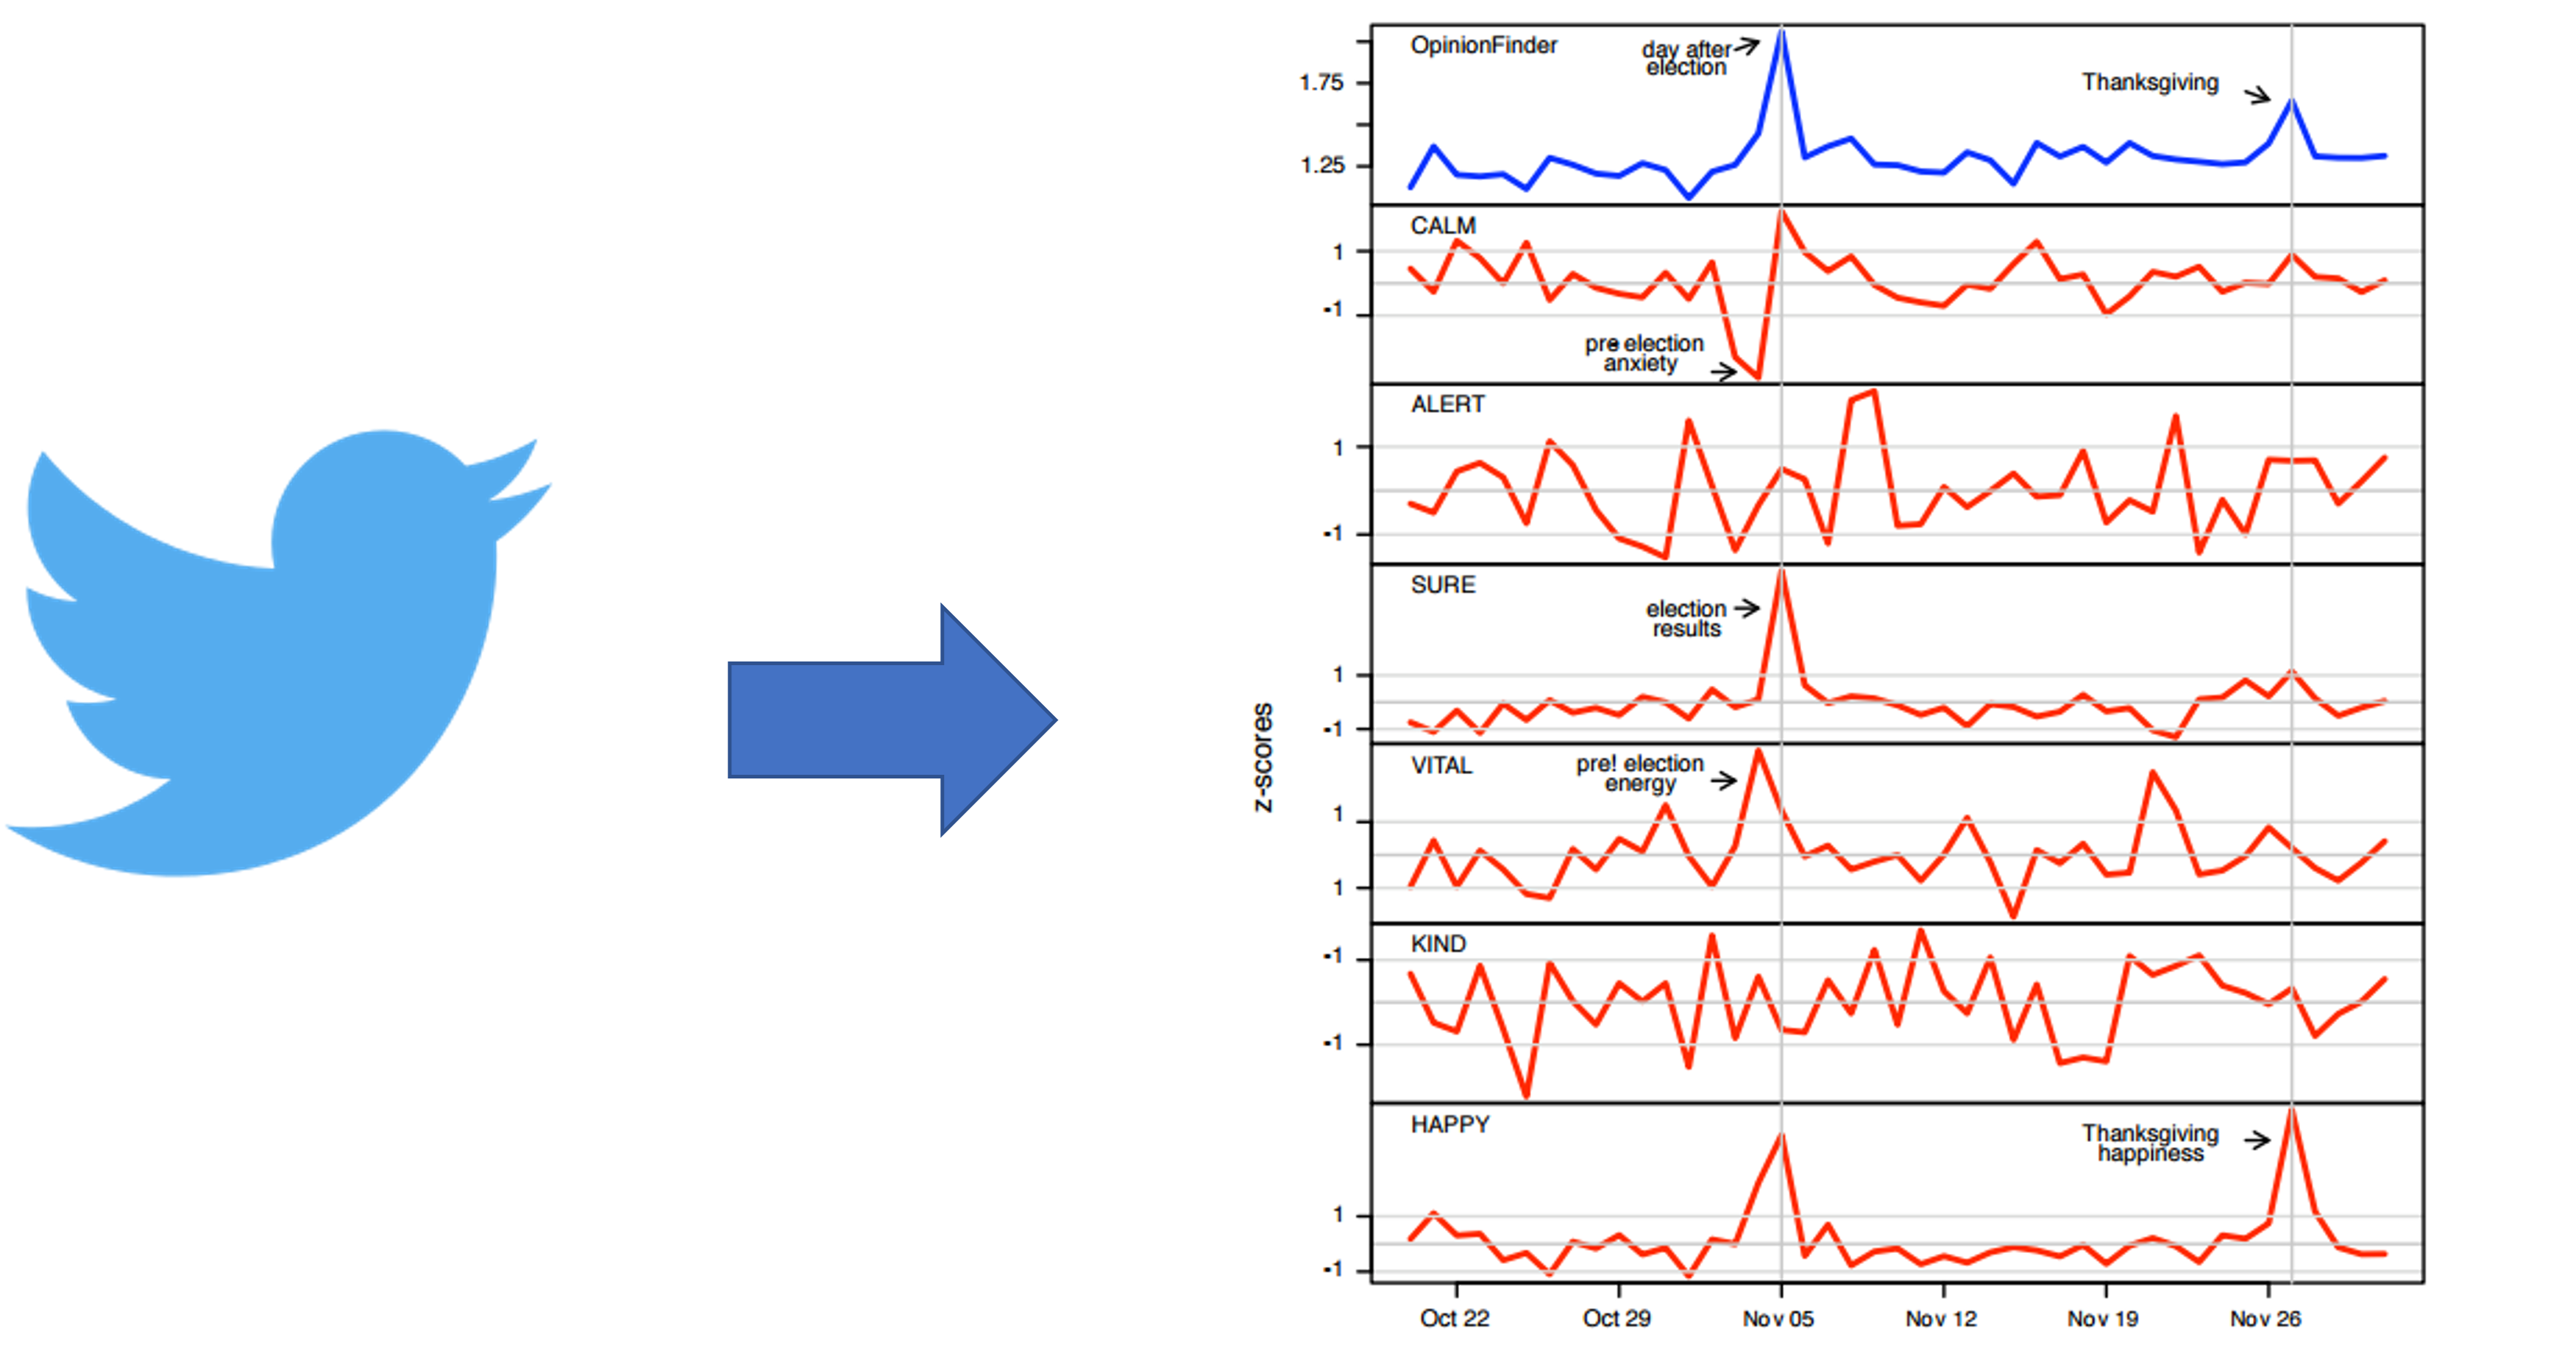 OpinionFinder
day after
election
Thanksgiving
1.75
1.25
CALM
1
-1
pre election
anxiety
ALERT
1
-1
SURE
election
results
1
-1
z-scores
VITAL
pre! election
energy
1
1
KIND
-1
-1
HAPPY
Thanksgiving
happiness
1
-1
Oct 22
Oct 29
Nov 05
Nov 12
Nov 19
Nov 26